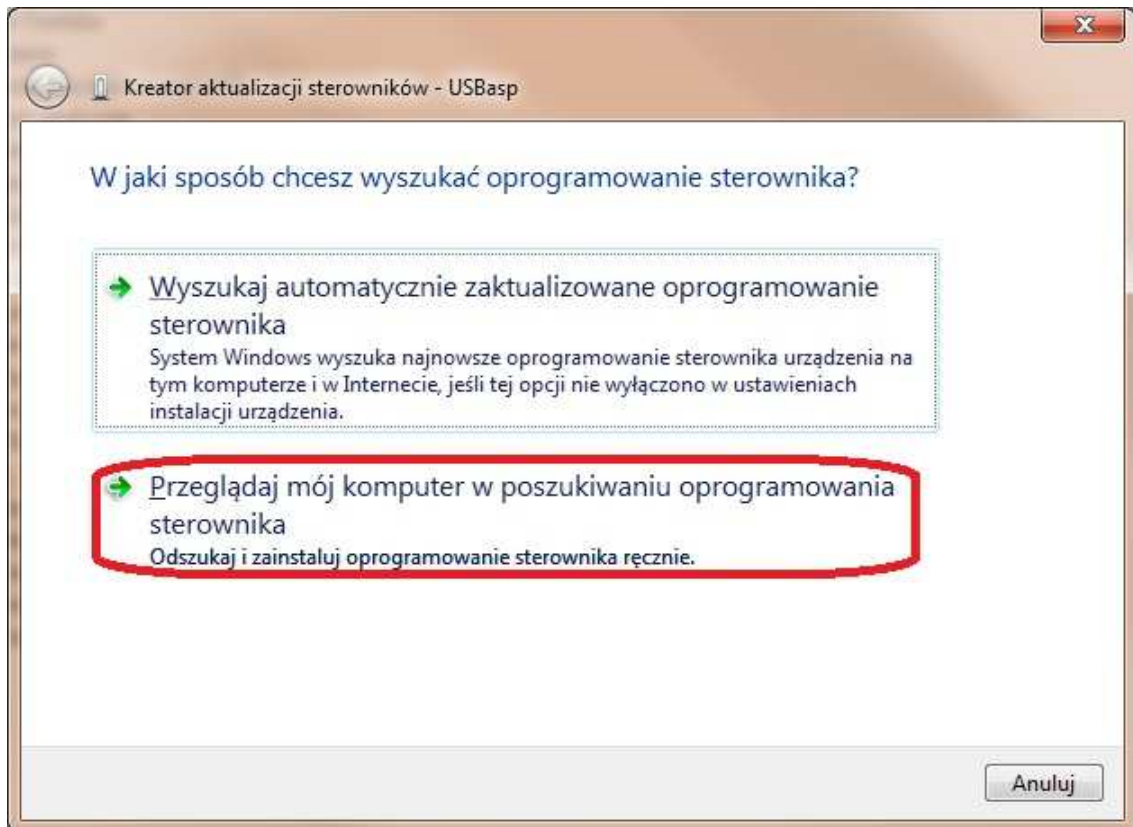 Kreator aktualizacji sterowników - USBasp
W jaki sposób chcesz wyszukać oprogramowanie sterownika?
Wyszukaj automatycznie zaktualizowane oprogramowanie
sterownika
System Windows wyszuka najnowsze oprogramowanie sterownika urządzenia na
tym komputerze i w Internecie, jeśli tej opcji nie wyłączono w ustawieniach
instalacji urządzenia.
Przeglądaj mój komputer w poszukiwaniu oprogramowania
sterownika
Odszukaj i zainstaluj oprogramowanie sterownika ręcznie.
Anuluj